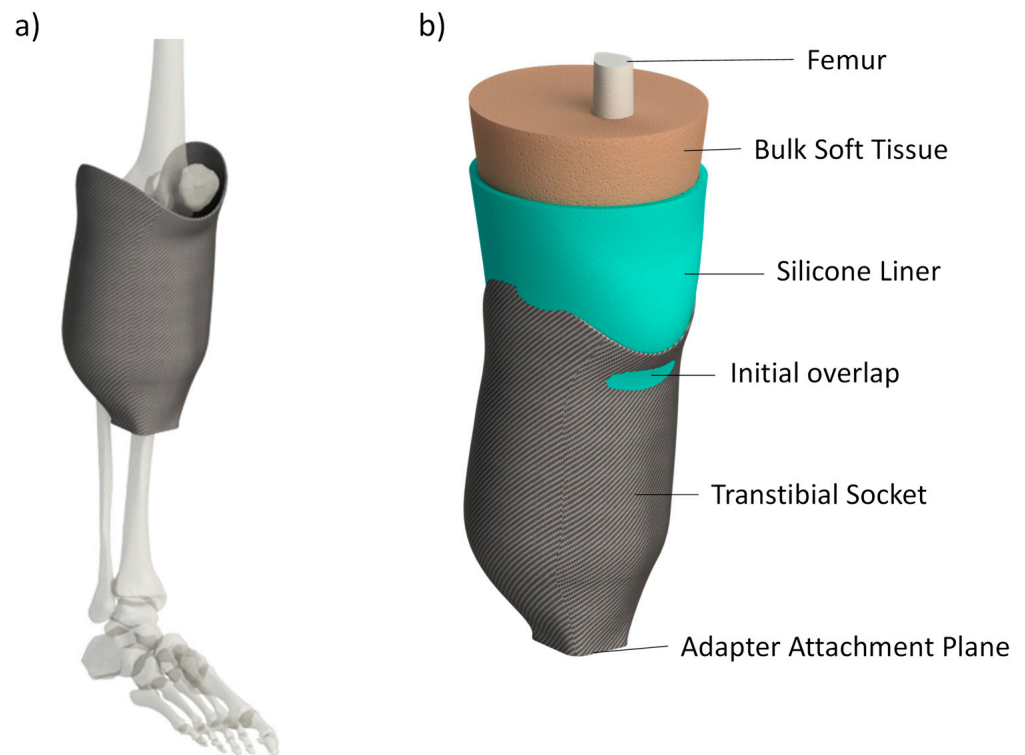 a)
b)
Femur
Bulk Soft Tissue
Silicone Liner
Initial overlap
Transtibial Socket
Adapter Attachment Plane